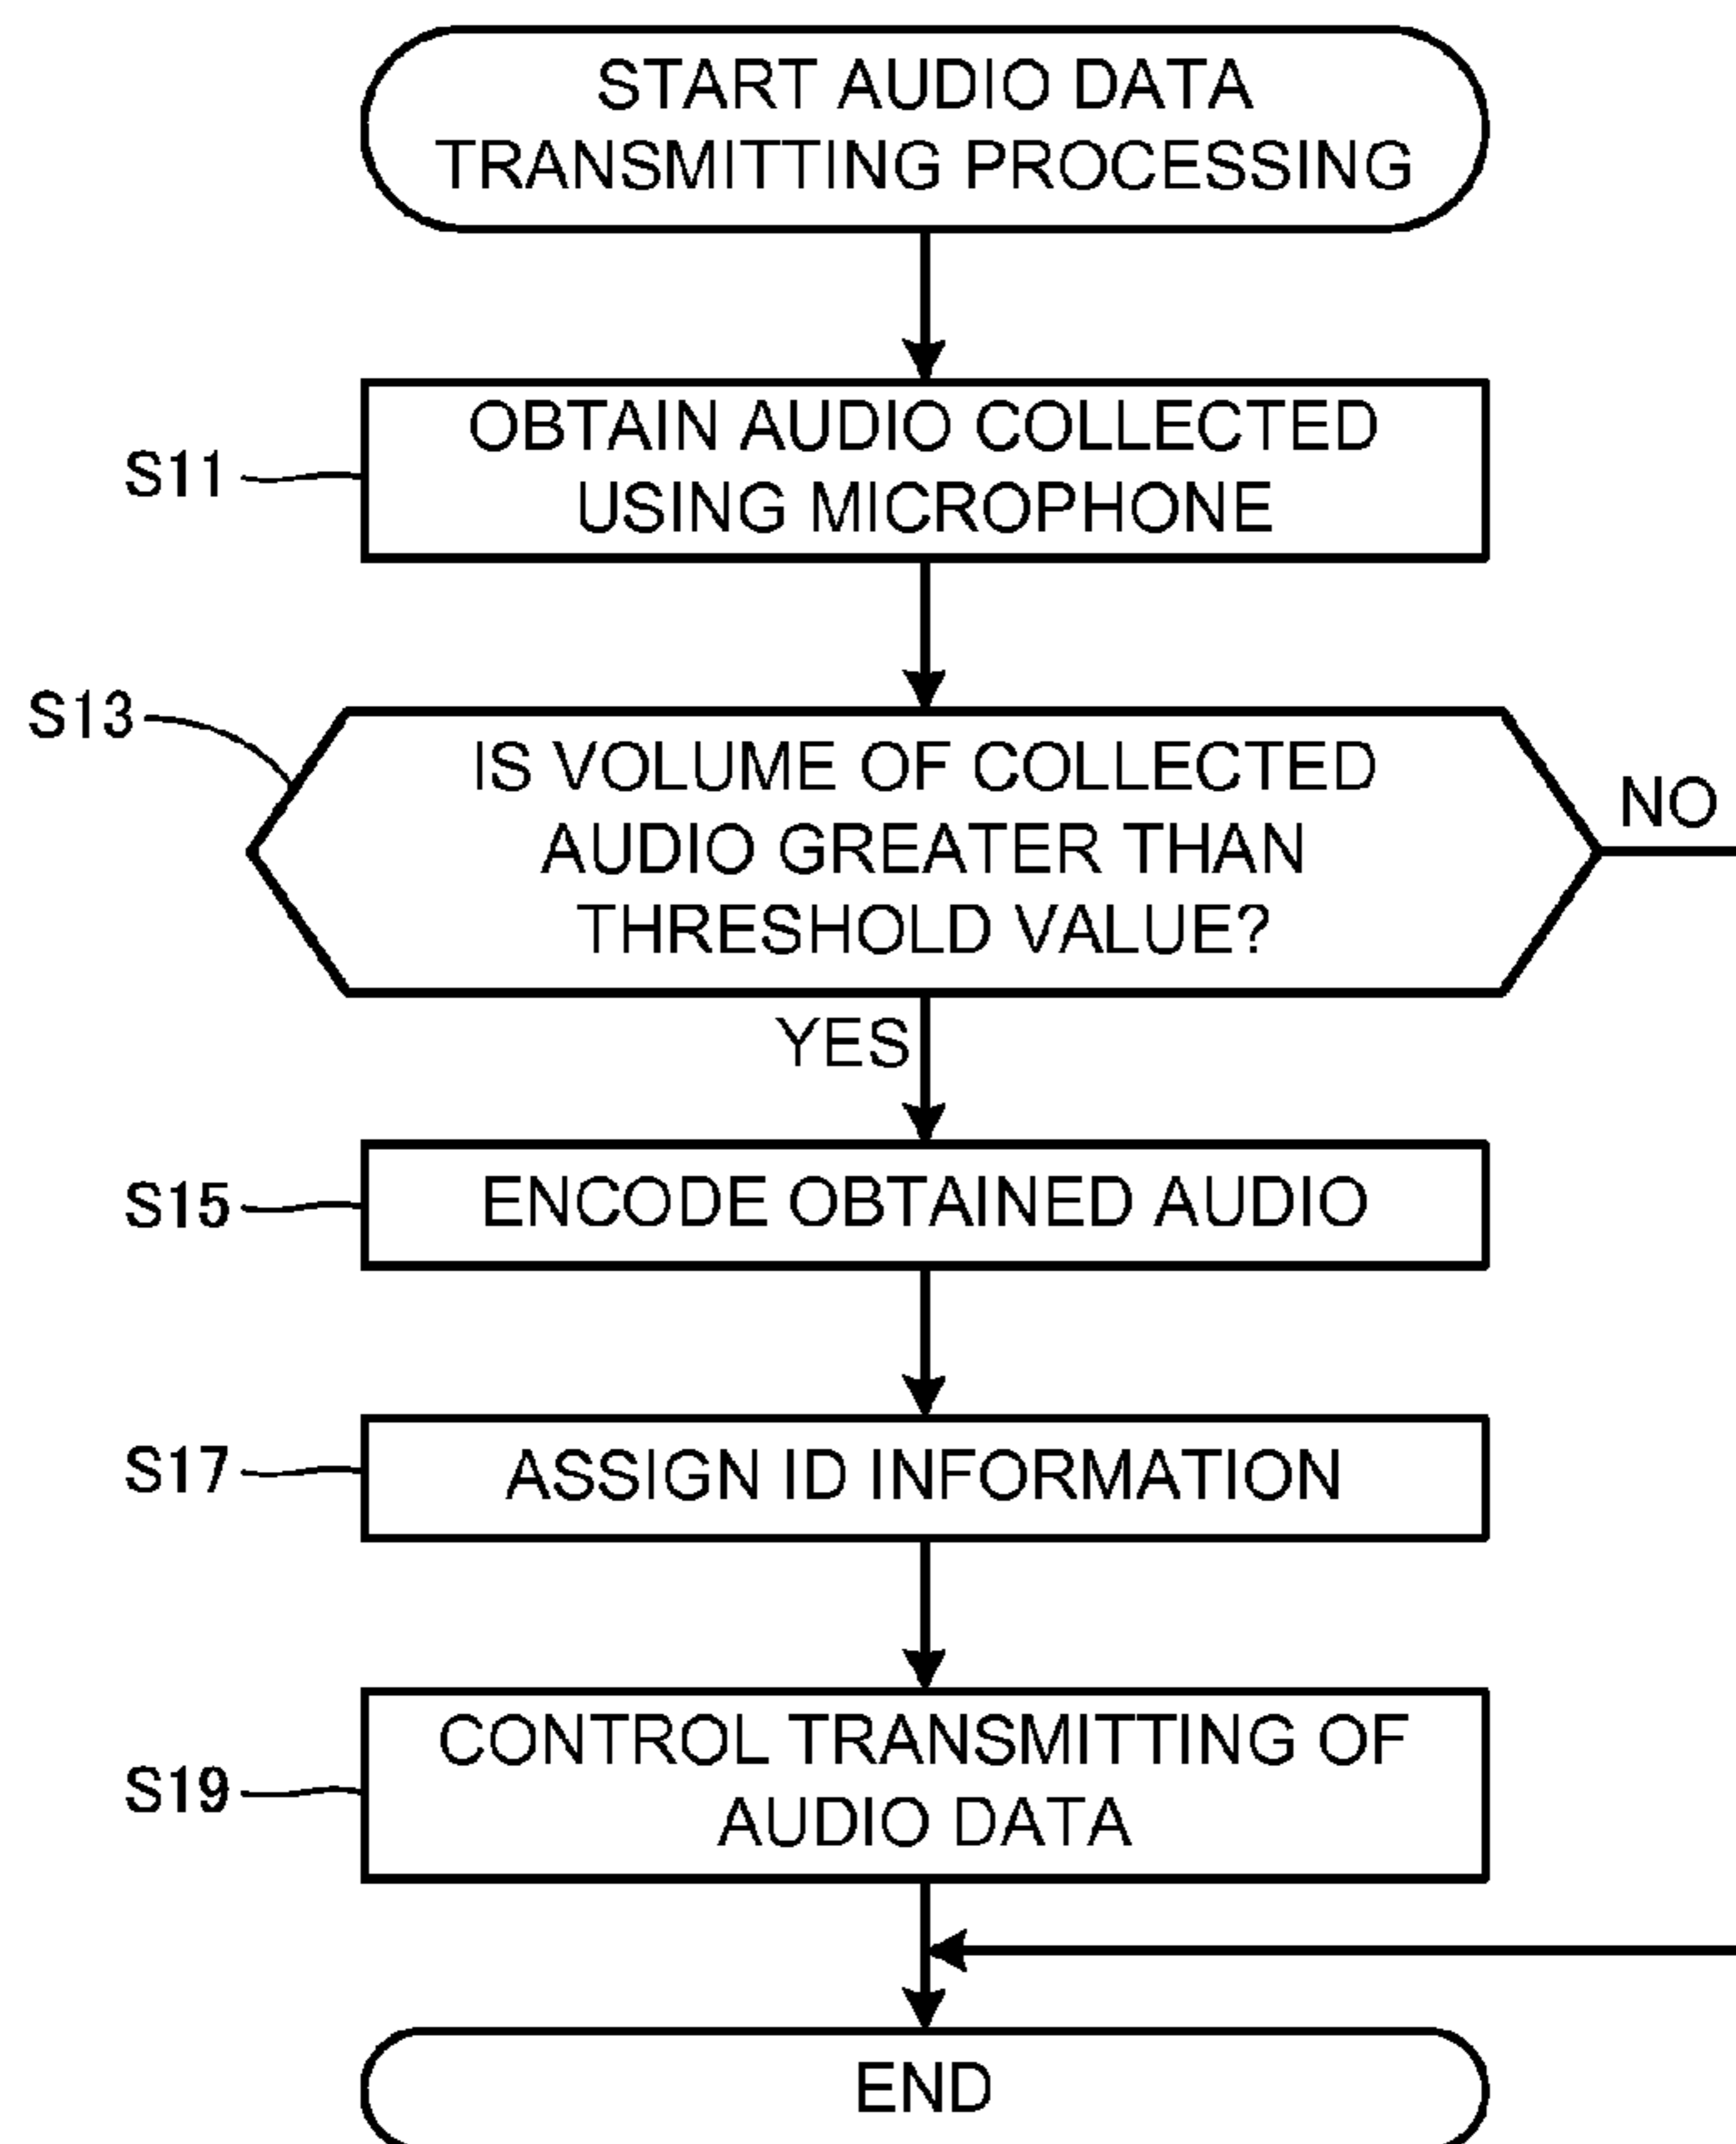 START AUDIO DATA
TRANSMITTING PROCESSING
S11
OBTAIN AUDIO COLLECTED
USING MICROPHONE
S13
IS VOLUME OF COLLECTED
AUDIO GREATER THAN
THRESHOLD VALUE?
NO
YES
S15
ENCODE OBTAINED AUDIO
S17
ASSIGN ID INFORMATION
S19
CONTROL TRANSMITTING OF
AUDIO DATA
END